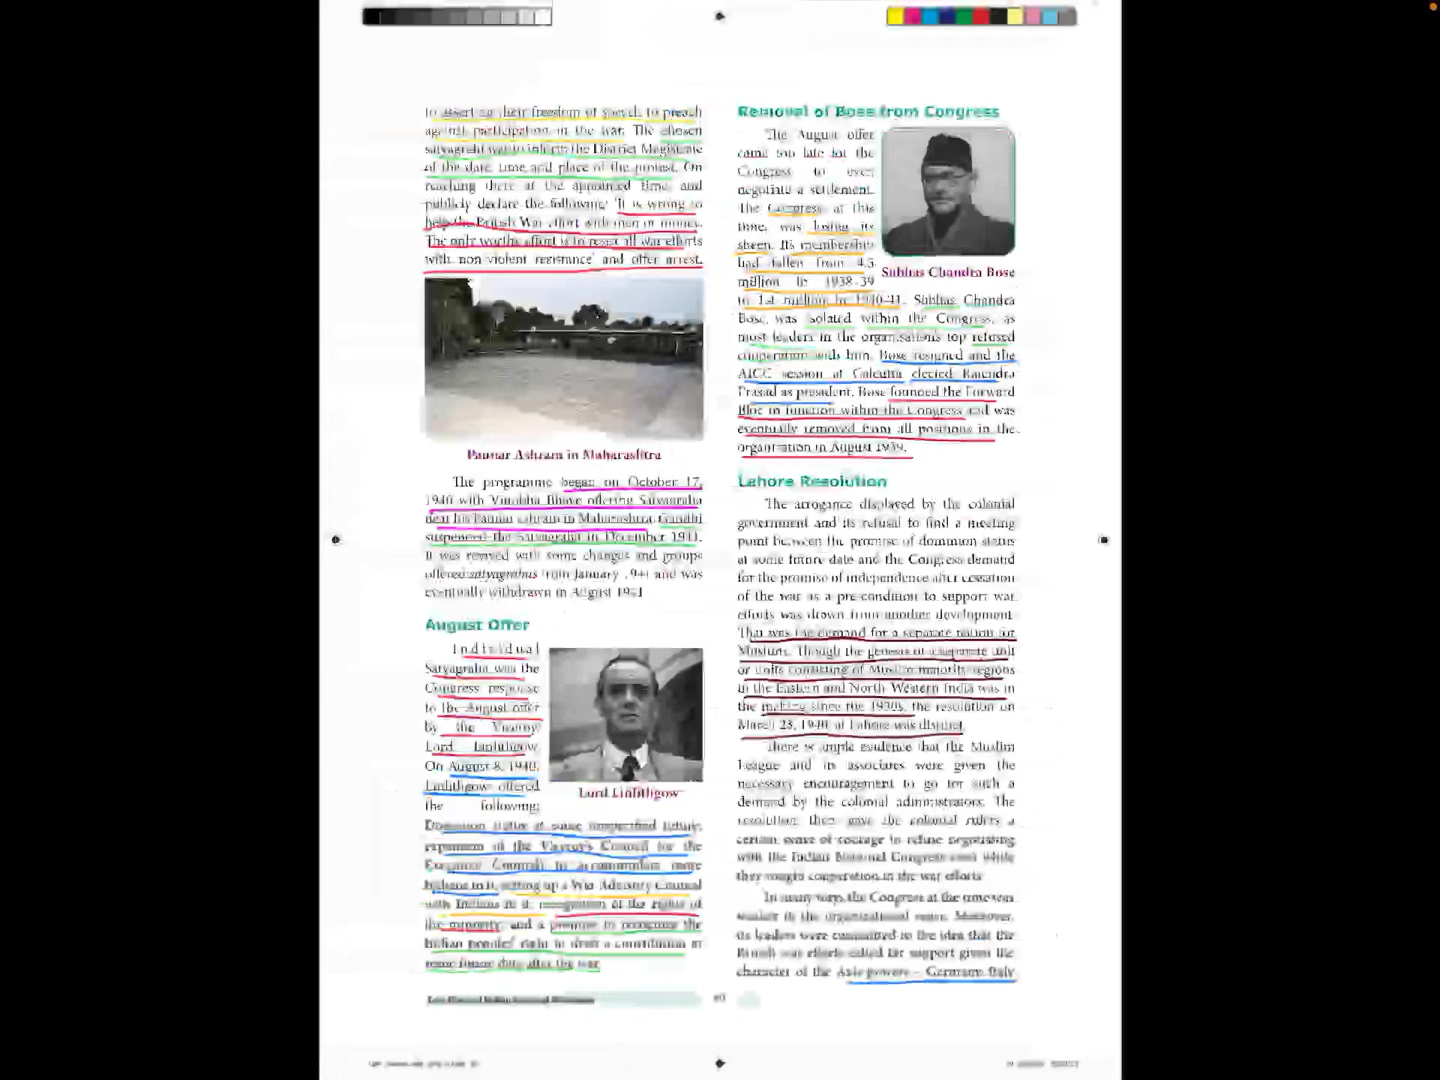 to assert up their freedom of speech to preach
against participation in the war. The chosen
satyagrahi was to inform the District Magistrate
of the date, time and place of the protest. On
reaching there at the appointed time, and
publicly declare the following: 'It is wrong to
help the British War effort with men or money.
The only worthy effort is to resist all war efforts
with non-violent resistance' and offer arrest.
Paunar Ashram in Maharashtra
The programme began on October 17,
1940 with Vinobha Bhave offering Satyagraha
near his Paunar ashram in Maharashtra. Gandhi
suspended the Satyagraha in December 1941.
It was revived with some changes and groups
offered satyagrahas from January 1941 and was
eventually withdrawn in August 1941
August Offer
Individual
Satyagraha was the
Congress response
to the August offer
by the Viceroy
Lord Linlithgow.
On August 8, 1940,
Linlithgow offered
the following:
Lord Linlithgow
Dominion status at some unspecified future;
expansion of the Viceroy's Council (or the
Executive Council) to accommodate more
Indians in it; setting up a War Advisory Council
with Indians in it; recognition of the rights of
the minority; and a promise to recognize the
Indian peoples' right to draft a constitution at
some future date after the war.
Removal of Bose from Congress
The August offer
came too late for the
Congress to even
negotiate a settlement.
The Congress at this
time, was losing its
sheen. Its membership
had fallen from 4.5
million in 1938-39
Subhas Chandra Bose
to 1.4 million in 1940-41. Subhas Chandra
Bose, was isolated within the Congress, as
most leaders in the organisations top refused
cooperation with him. Bose resigned and the
AICC session at Calcutta elected Rajendra
Prasad as president. Bose founded the Forward
Bloc to function within the Congress and was
eventually removed from all positions in the
organisation in August 1939.
Lahore Resolution
The arrogance displayed by the colonial
government and its refusal to find a meeting
point between the promise of dominion status
at some future date and the Congress demand
for the promise of independence after cessation
of the war as a pre-condition to support war
efforts was drawn from another development.
That was the demand for a separate nation for
Muslims. Though the genesis of a separate unit
or units consisting of Muslim minority regions
in the Eastern and North Western India was in
the making since the 1930s, the resolution on
March 23, 1940 at Lahore was distinct.
There is ample evidence that the Muslim
League and its associates were given the
necessary encouragement to go for such a
demand by the colonial administrators. The
resolution, then, gave the colonial rulers a
certain sense of courage to refuse negotiating
with the Indian National Congress even while
they sought cooperation in the war efforts
In many ways, the Congress at the time was
weaker in the organizational sense. Moreover,
its leaders were committed to the idea that the
British war efforts called for support given the
character of the Axis powers - Germany, Italy